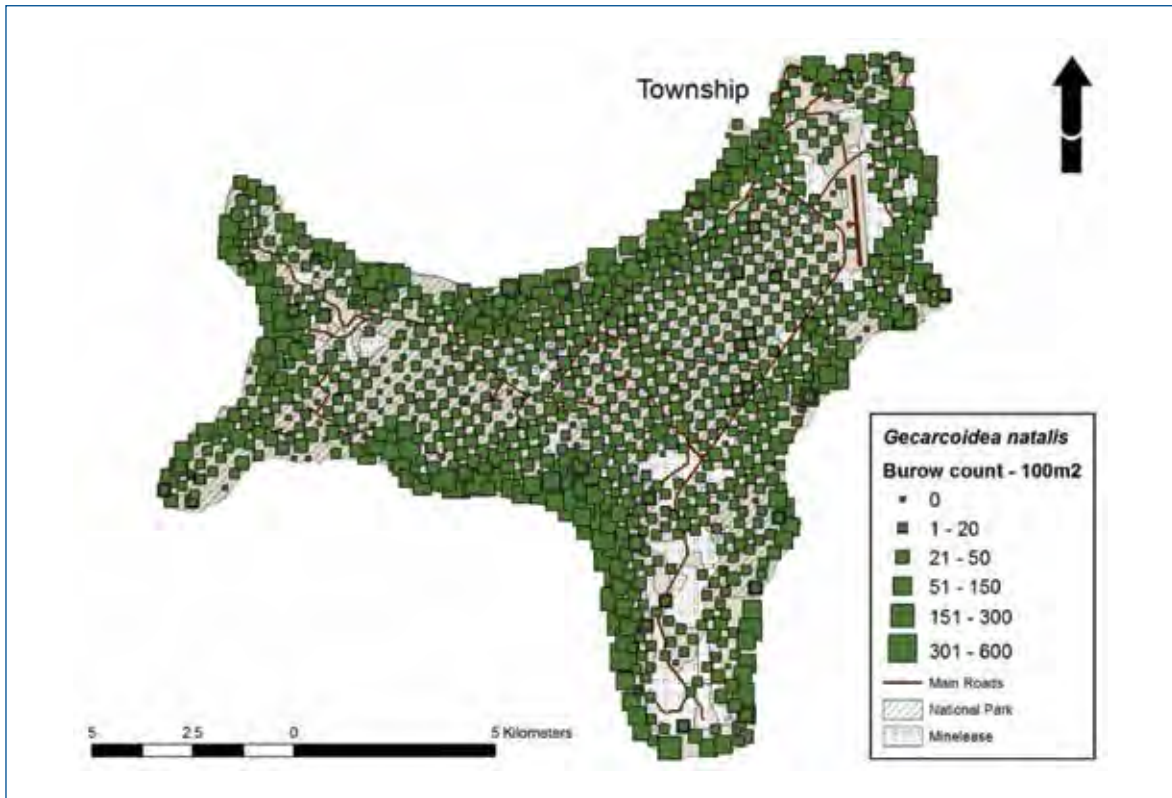 Township
Gecarcoidea natalis
Burow count - 100m2
0
1 - 20
21 - 50
51 - 150
151 - 300
301 - 600
Main Roads
National Park
Minelease
5 2.5 0 5 Kilometers